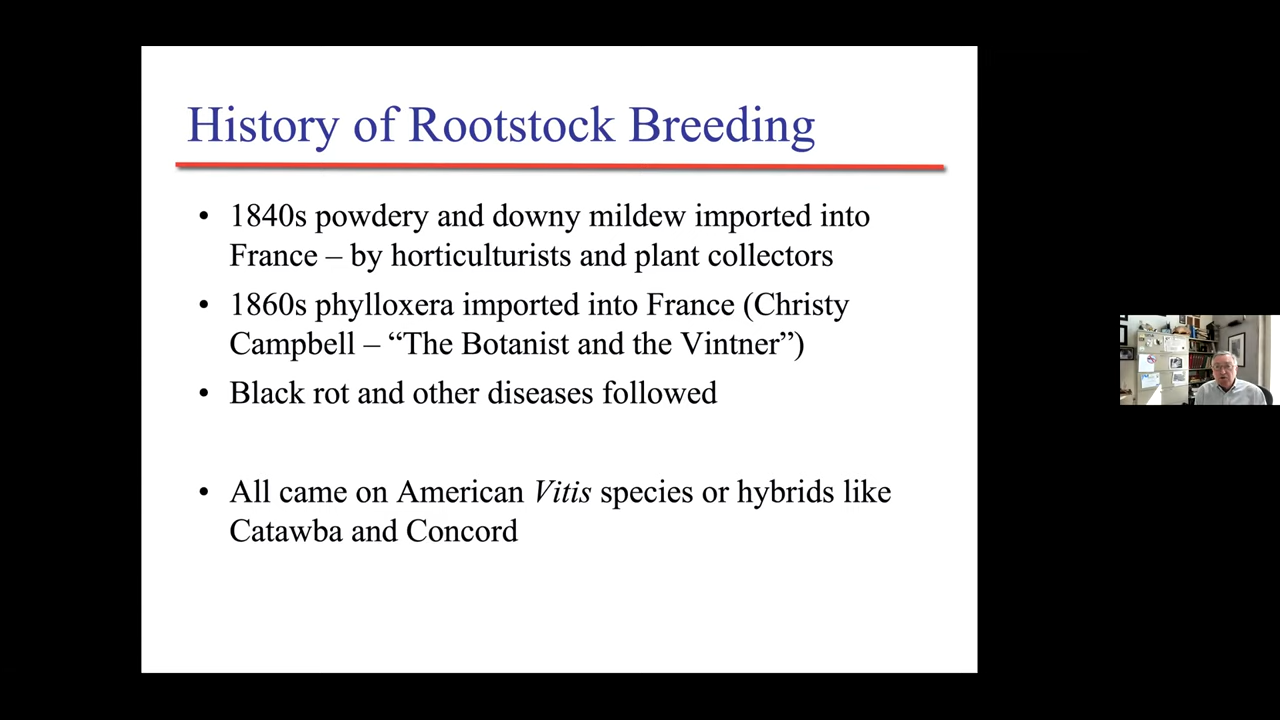 History of Rootstock Breeding
• 1840s powdery and downy mildew imported into
France – by horticulturists and plant collectors
• 1860s phylloxera imported into France (Christy
Campbell – “The Botanist and the Vintner”)
• Black rot and other diseases followed
• All came on American Vitis species or hybrids like
Catawba and Concord